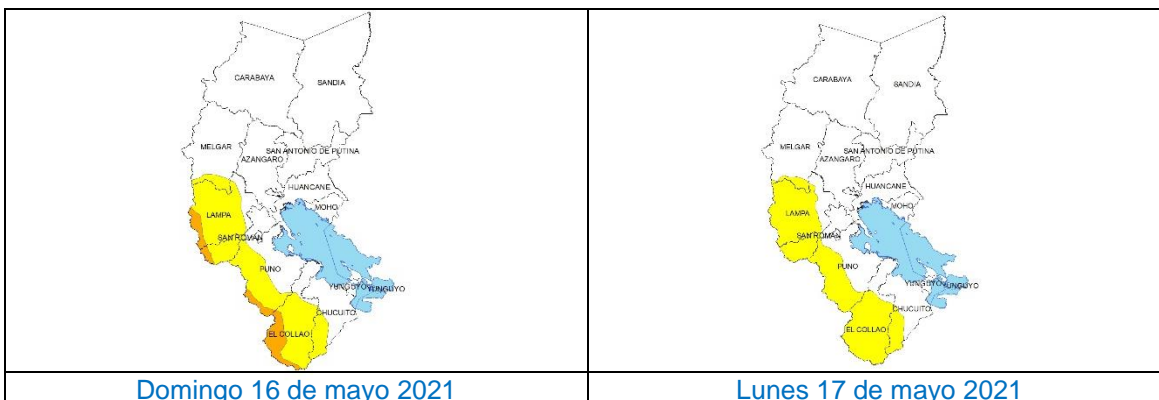 CARABAYA
SANDIA
MELGAR
SAN ANTONIO DE PUTINA
AZANGARO
HUANCANE
MOHO
LAMPA
SAN ROMAN
PUNO
YUNGUYO
YUNGUYO
CHUCUITO
EL COLLAO
Domingo 16 de mayo 2021
CARABAYA
SANDIA
MELGAR
SAN ANTONIO DE PUTINA
AZANGARO
HUANCANE
MOHO
LAMPA
SAN ROMAN
PUNO
YUNGUYO
YUNGUYO
CHUCUITO
EL COLLAO
Lunes 17 de mayo 2021